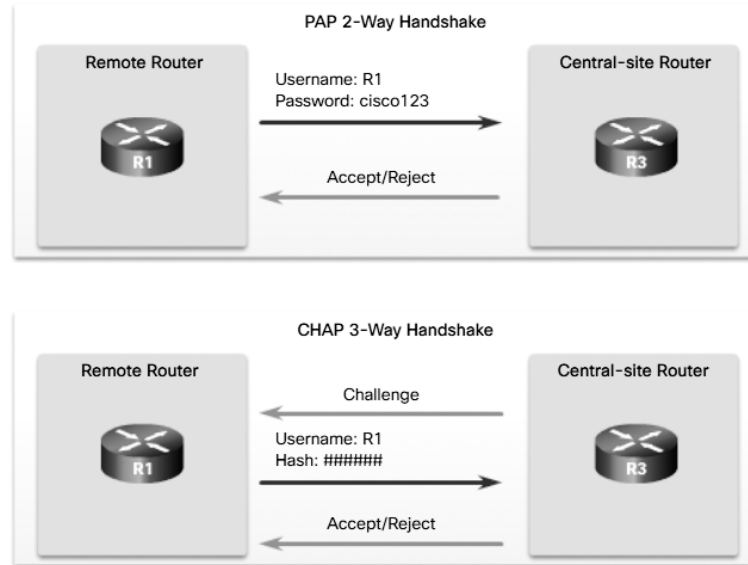 PAP 2-Way Handshake
Remote Router
Central-site Router
Username: R1
Password: cisco123
R1
R3
Accept/Reject
CHAP 3-Way Handshake
Remote Router
Central-site Router
Challenge
Username: R1
Hash: ######
R1
R3
Accept/Reject